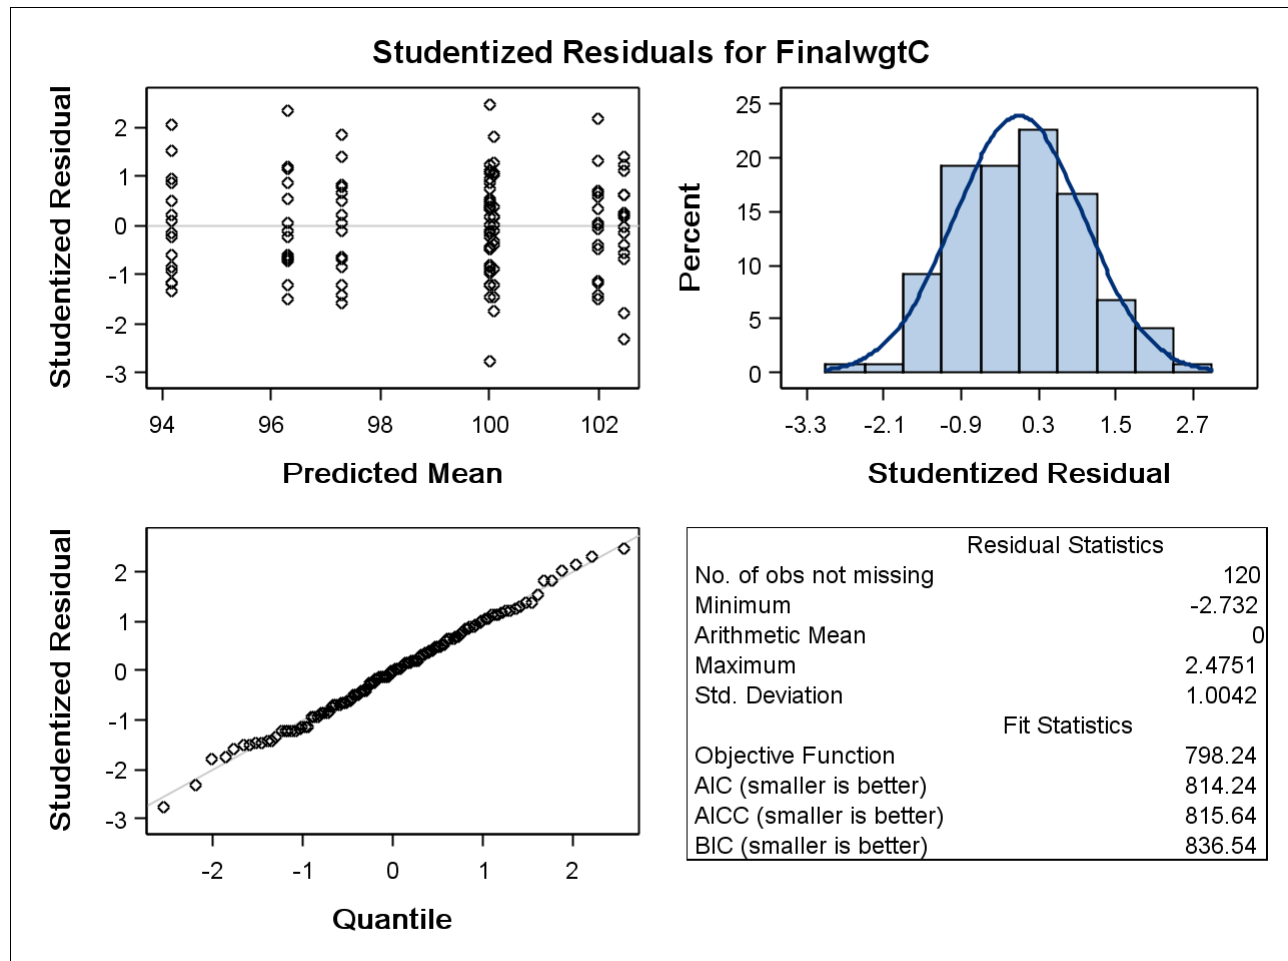 Studentized Residuals for FinalwgtC
Studentized Residual
2
1
0
-1
-2
-3
94
96
98
100
102
Predicted Mean
Percent
25
20
15
10
5
0
-3.3
-2.1
-0.9
0.3
1.5
2.7
Studentized Residual
Studentized Residual
2
1
0
-1
-2
-3
-2
-1
0
1
2
Quantile
Residual Statistics
No. of obs not missing 120
Minimum -2.732
Arithmetic Mean 0
Maximum 2.4751
Std. Deviation 1.0042
Fit Statistics
Objective Function 798.24
AIC (smaller is better) 814.24
AICC (smaller is better) 815.64
BIC (smaller is better) 836.54